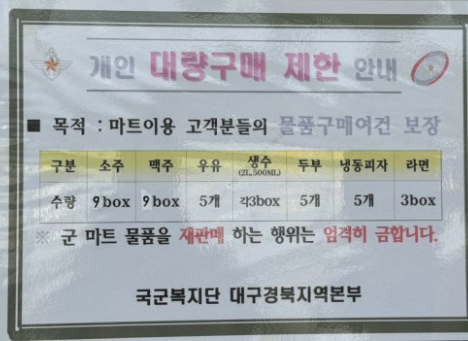 개인 대량구매 제한 안내
■ 목적 : 마트이용 고객분들의 물품구매여건 보장
구분 소주 맥주 우유 생수 (2L, 500ML) 두부 냉동피자 라면
수량 9box 9box 5개 각3box 5개 5개 3box
※ 군 마트 물품을 재판매 하는 행위는 엄격히 금합니다.
국군복지단 대구경북지역본부